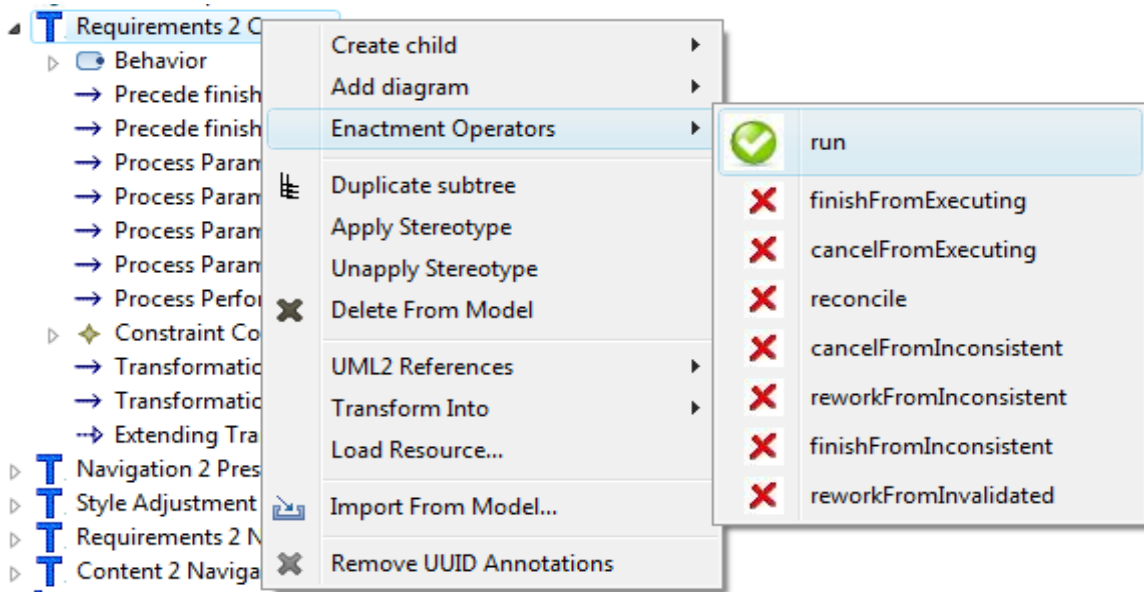 Requirements 2 C
Behavior
Precede finish
Precede finish
Process Param
Process Param
Process Param
Process Param
Process Perfor
Constraint Co
Transformatic
Transformatic
Extending Tra
Navigation 2 Pres
Style Adjustment
Requirements 2 N
Content 2 Naviga
Create child
Add diagram
Enactment Operators
Duplicate subtree
Apply Stereotype
Unapply Stereotype
Delete From Model
UML2 References
Transform Into
Load Resource...
Import From Model...
Remove UUID Annotations
run
finishFromExecuting
cancelFromExecuting
reconcile
cancelFromInconsistent
reworkFromInconsistent
finishFromInconsistent
reworkFromInvalidated